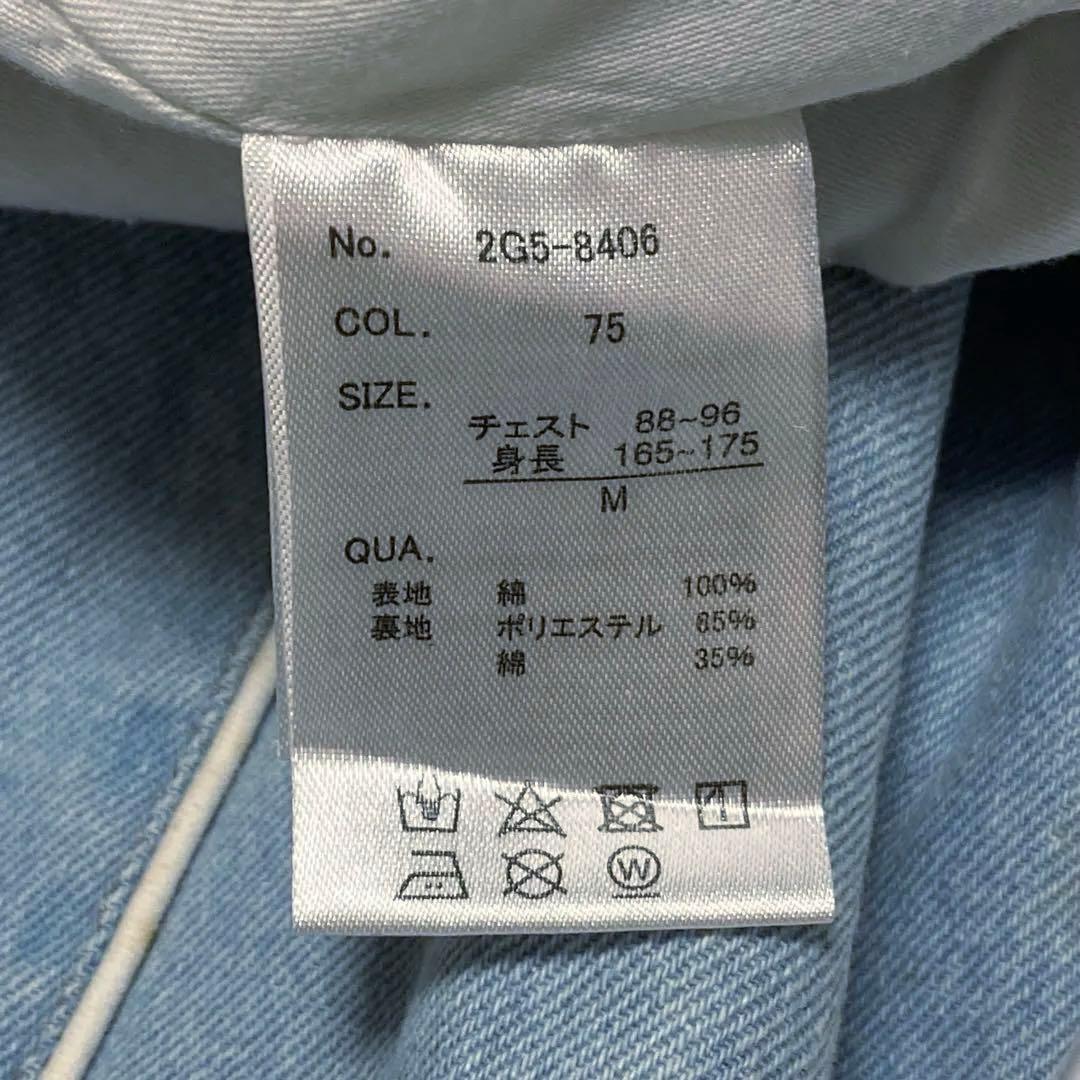 No. 2G5-8406
COL. 75
SIZE.
チェスト 88~96
身長 165~175
M
QUA.
表地 綿 100%
裏地 ポリエステル 65%
綿 35%
W